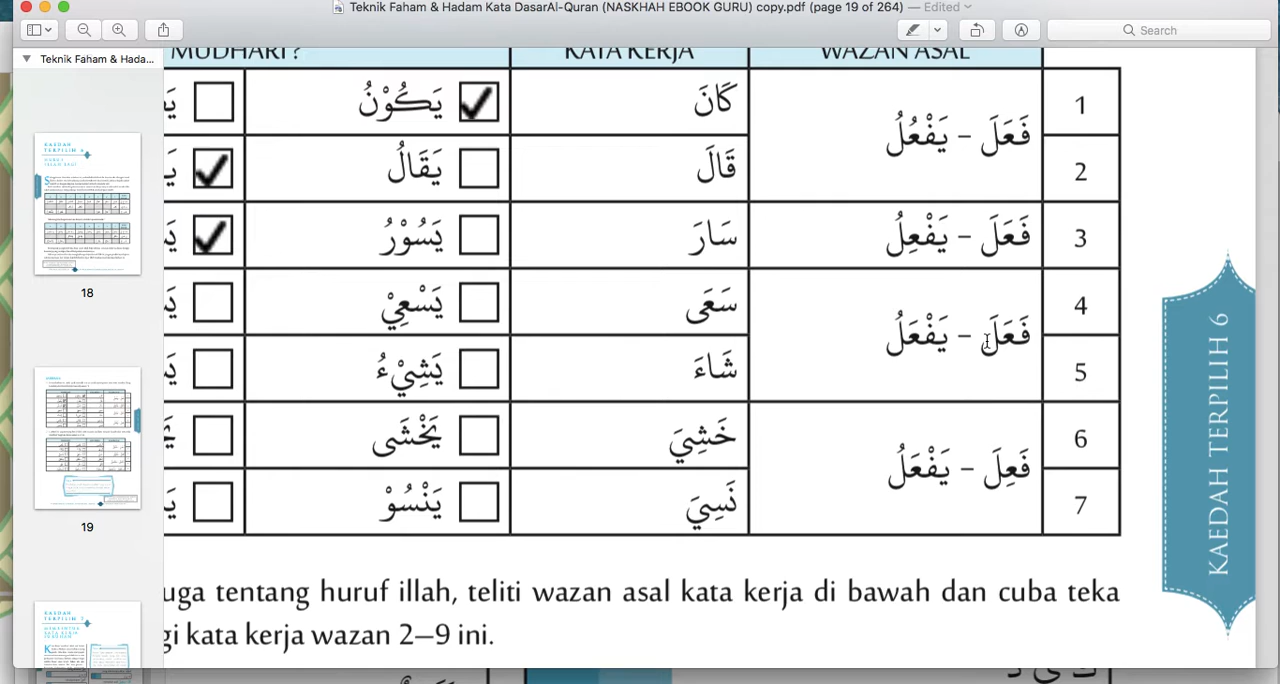 Teknik Faham & Hadam Kata DasarAl-Quran (NASKHAH EBOOK GURU) copy.pdf (page 19 of 264) — Edited
Search
Teknik Faham & Hada...
18
19
MUDHARI?
KATA KERJA
WAZAN ASAL
1
فَعَلَ – يَفْعُلُ
كَانَ
يَكُوْنُ
2
قَالَ
يَقَالُ
3
فَعَلَ – يَفْعِلُ
سَارَ
يَسُوْرُ
4
فَعَلَ – يَفْعَلُ
سَعَى
يَسْعِيْ
5
شَاءَ
يَشِيْءُ
6
فَعِلَ – يَفْعَلُ
خَشِيَ
يَخْشَى
7
نَسِيَ
يَنْسُوْ
KAEDAH TERPILIH 6
uga tentang huruf illah, teliti wazan asal kata kerja di bawah dan cuba teka
gi kata kerja wazan 2–9 ini.